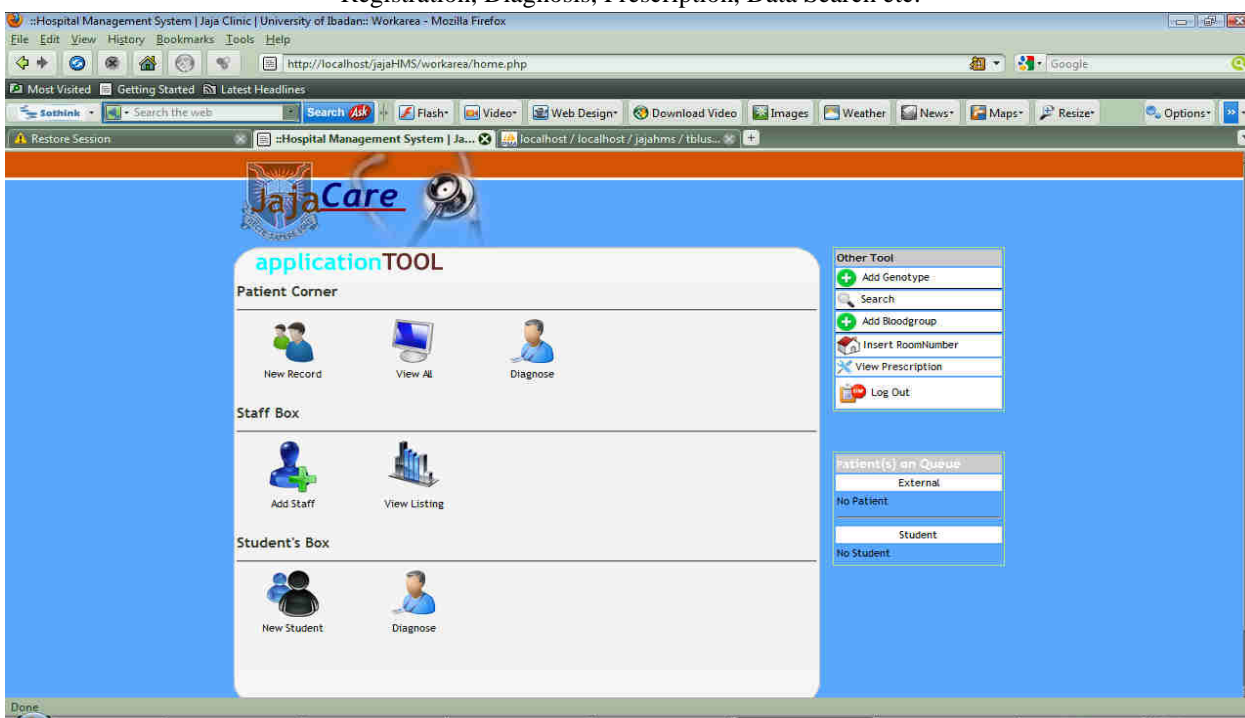 Registration, Diagnosis, Prescription, Data Search etc.
::Hospital Management System | Jaja Clinic | University of Ibadan:: Workarea - Mozilla Firefox
File Edit View History Bookmarks Tools Help
http://localhost/jajaHMS/workarea/home.php
Google
Most Visited Getting Started Latest Headlines
Sothink Search the web Search Ask Flash Video Web Design Download Video Images Weather News Maps Resize Options
Restore Session ::Hospital Management System | Ja... localhost / localhost / jajahms / tblus...
JajaCare
applicationTOOL
Patient Corner
New Record View All Diagnose
Staff Box
Add Staff View Listing
Student's Box
New Student Diagnose
Other Tool
Add Genotype
Search
Add Bloodgroup
Insert RoomNumber
View Prescription
Log Out
Patient(s) on Queue
External
No Patient
Student
No Student
Done